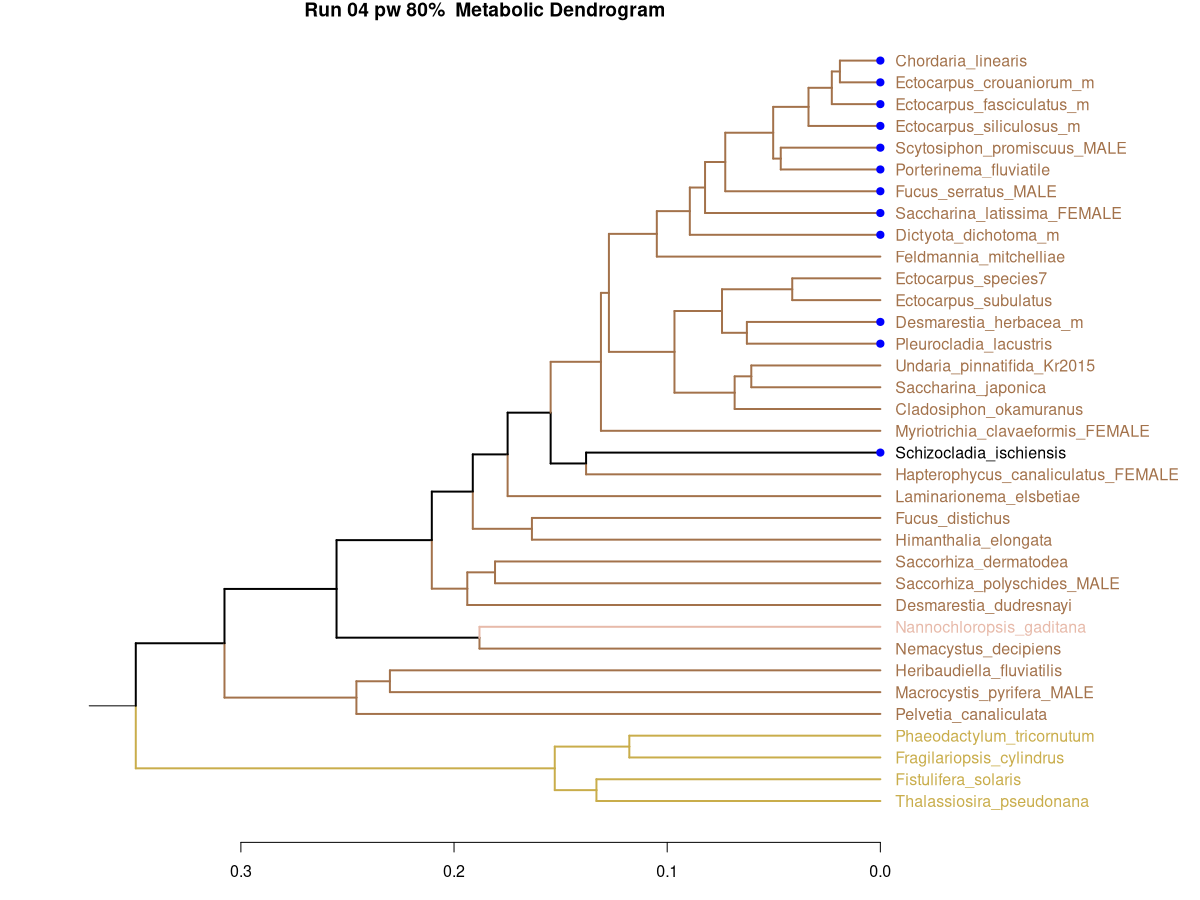 Run 04 pw 80%  Metabolic Dendrogram
Chordaria_linearis
Ectocarpus_crouaniorum_m
Ectocarpus_fasciculatus_m
Ectocarpus_siliculosus_m
Scytosiphon_promiscuus_MALE
Porterinema_fluviatile
Fucus_serratus_MALE
Saccharina_latissima_FEMALE
Dictyota_dichotoma_m
Feldmannia_mitchelliae
Ectocarpus_species7
Ectocarpus_subulatus
Desmarestia_herbacea_m
Pleurocladia_lacustris
Undaria_pinnatifida_Kr2015
Saccharina_japonica
Cladosiphon_okamuranus
Myriotrichia_clavaeformis_FEMALE
Schizocladia_ischiensis
Hapterophycus_canaliculatus_FEMALE
Laminarionema_elsbetiae
Fucus_distichus
Himanthalia_elongata
Saccorhiza_dermatodea
Saccorhiza_polyschides_MALE
Desmarestia_dudresnayi
Nannochloropsis_gaditana
Nemacystus_decipiens
Heribaudiella_fluviatilis
Macrocystis_pyrifera_MALE
Pelvetia_canaliculata
Phaeodactylum_tricornutum
Fragilariopsis_cylindrus
Fistulifera_solaris
Thalassiosira_pseudonana
0.3 0.2 0.1 0.0